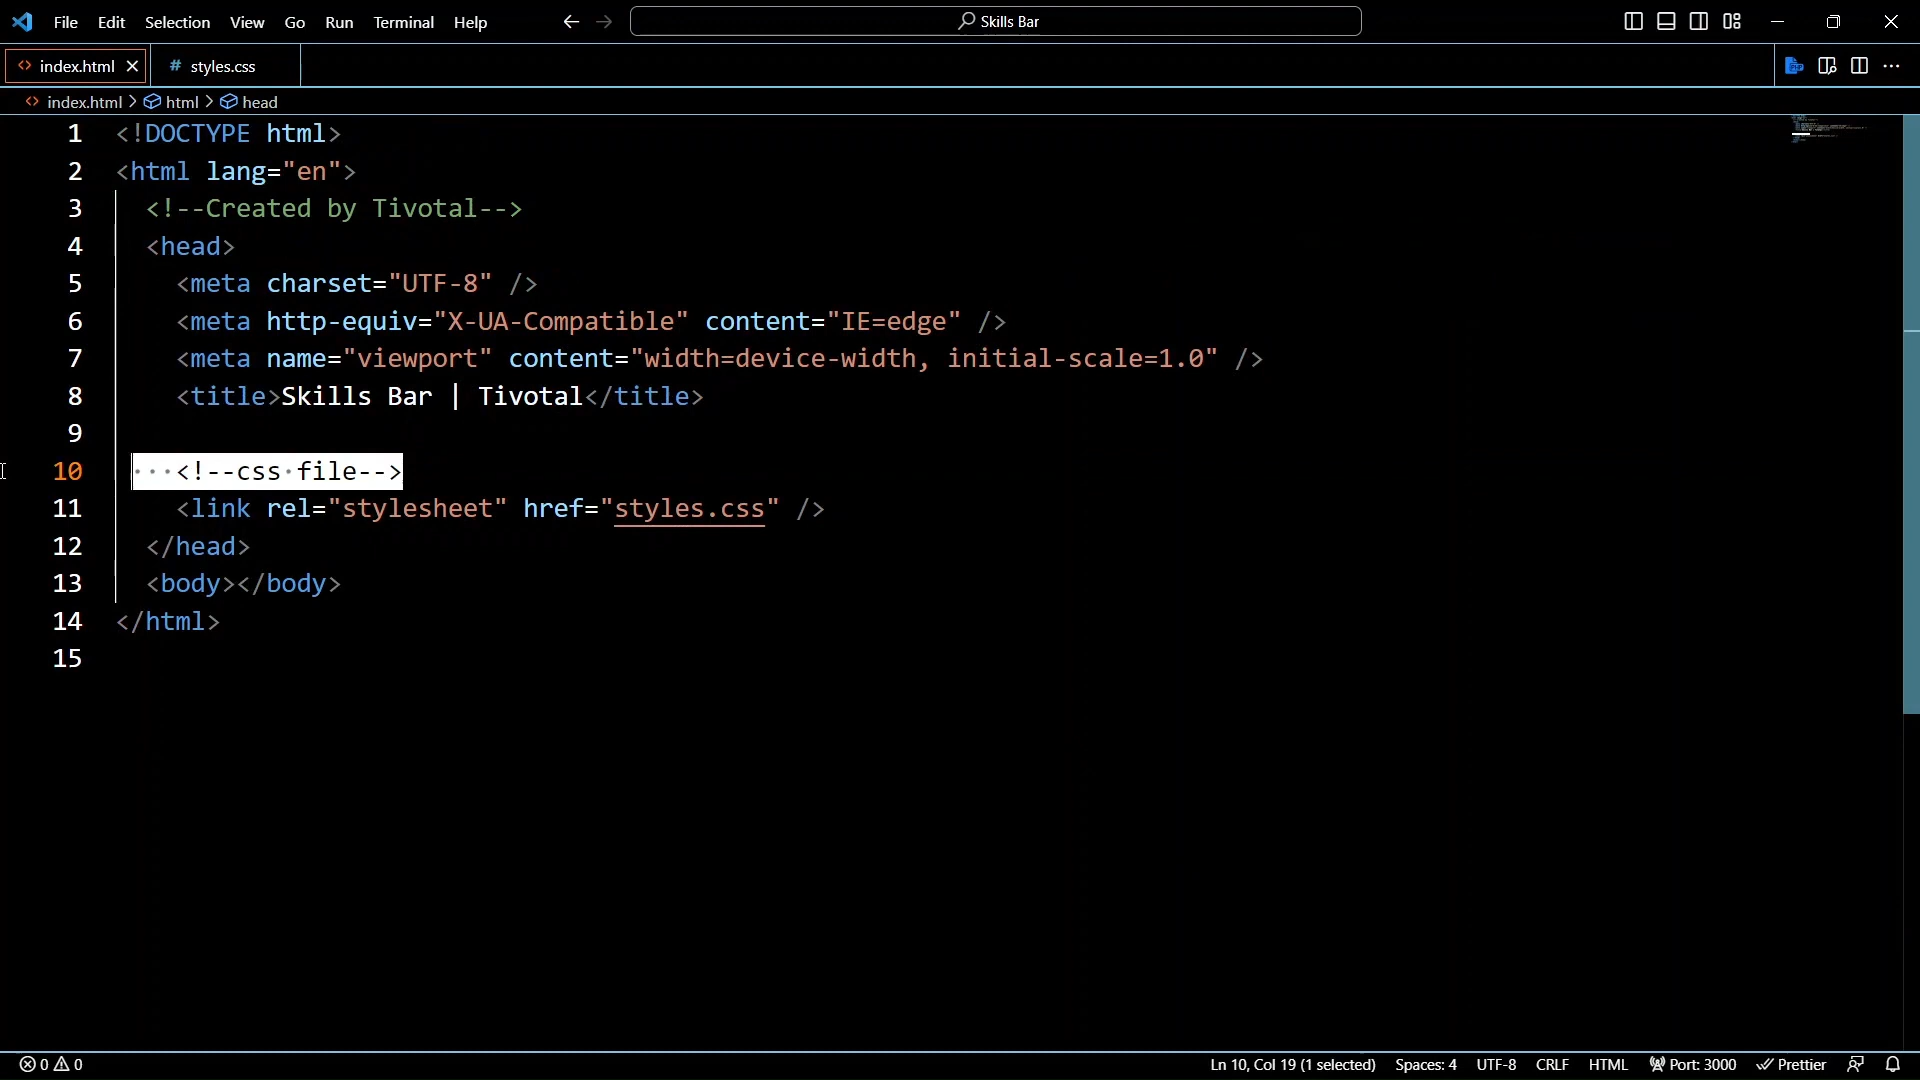 File Edit Selection View Go Run Terminal Help Skills Bar
index.html # styles.css
index.html > html > head
1 <!DOCTYPE html>
2 <html lang="en">
3 <!--Created by Tivotal-->
4 <head>
5 <meta charset="UTF-8" />
6 <meta http-equiv="X-UA-Compatible" content="IE=edge" />
7 <meta name="viewport" content="width=device-width, initial-scale=1.0" />
8 <title>Skills Bar | Tivotal</title>
9
10 <!--css file-->
11 <link rel="stylesheet" href="styles.css" />
12 </head>
13 <body></body>
14 </html>
15
0 0 Ln 10, Col 19 (1 selected) Spaces: 4 UTF-8 CRLF HTML Port: 3000 Prettier